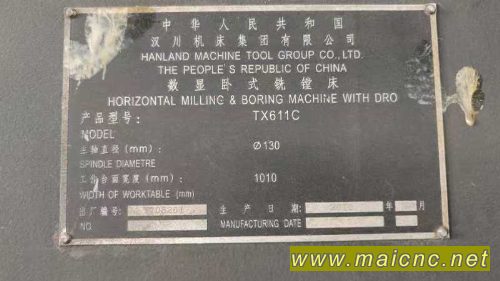 中华人民共和国
汉川机床集团有限公司
HANLAND MACHINE TOOL GROUP CO.,LTD.
THE PEOPLE'S REPUBLIC OF CHINA
数显卧式铣镗床
HORIZONTAL MILLING & BORING MACHINE WITH DRO
产品型号: TX611C
MODEL
主轴直径(mm): Ø130
SPINDLE DIAMETRE
工作台面宽度(mm): 1010
WIDTH OF WORKTABLE (mm)
出厂编号: 生产日期: 年 月
NO. MANUFACTURING DATE
www.maicnc.net